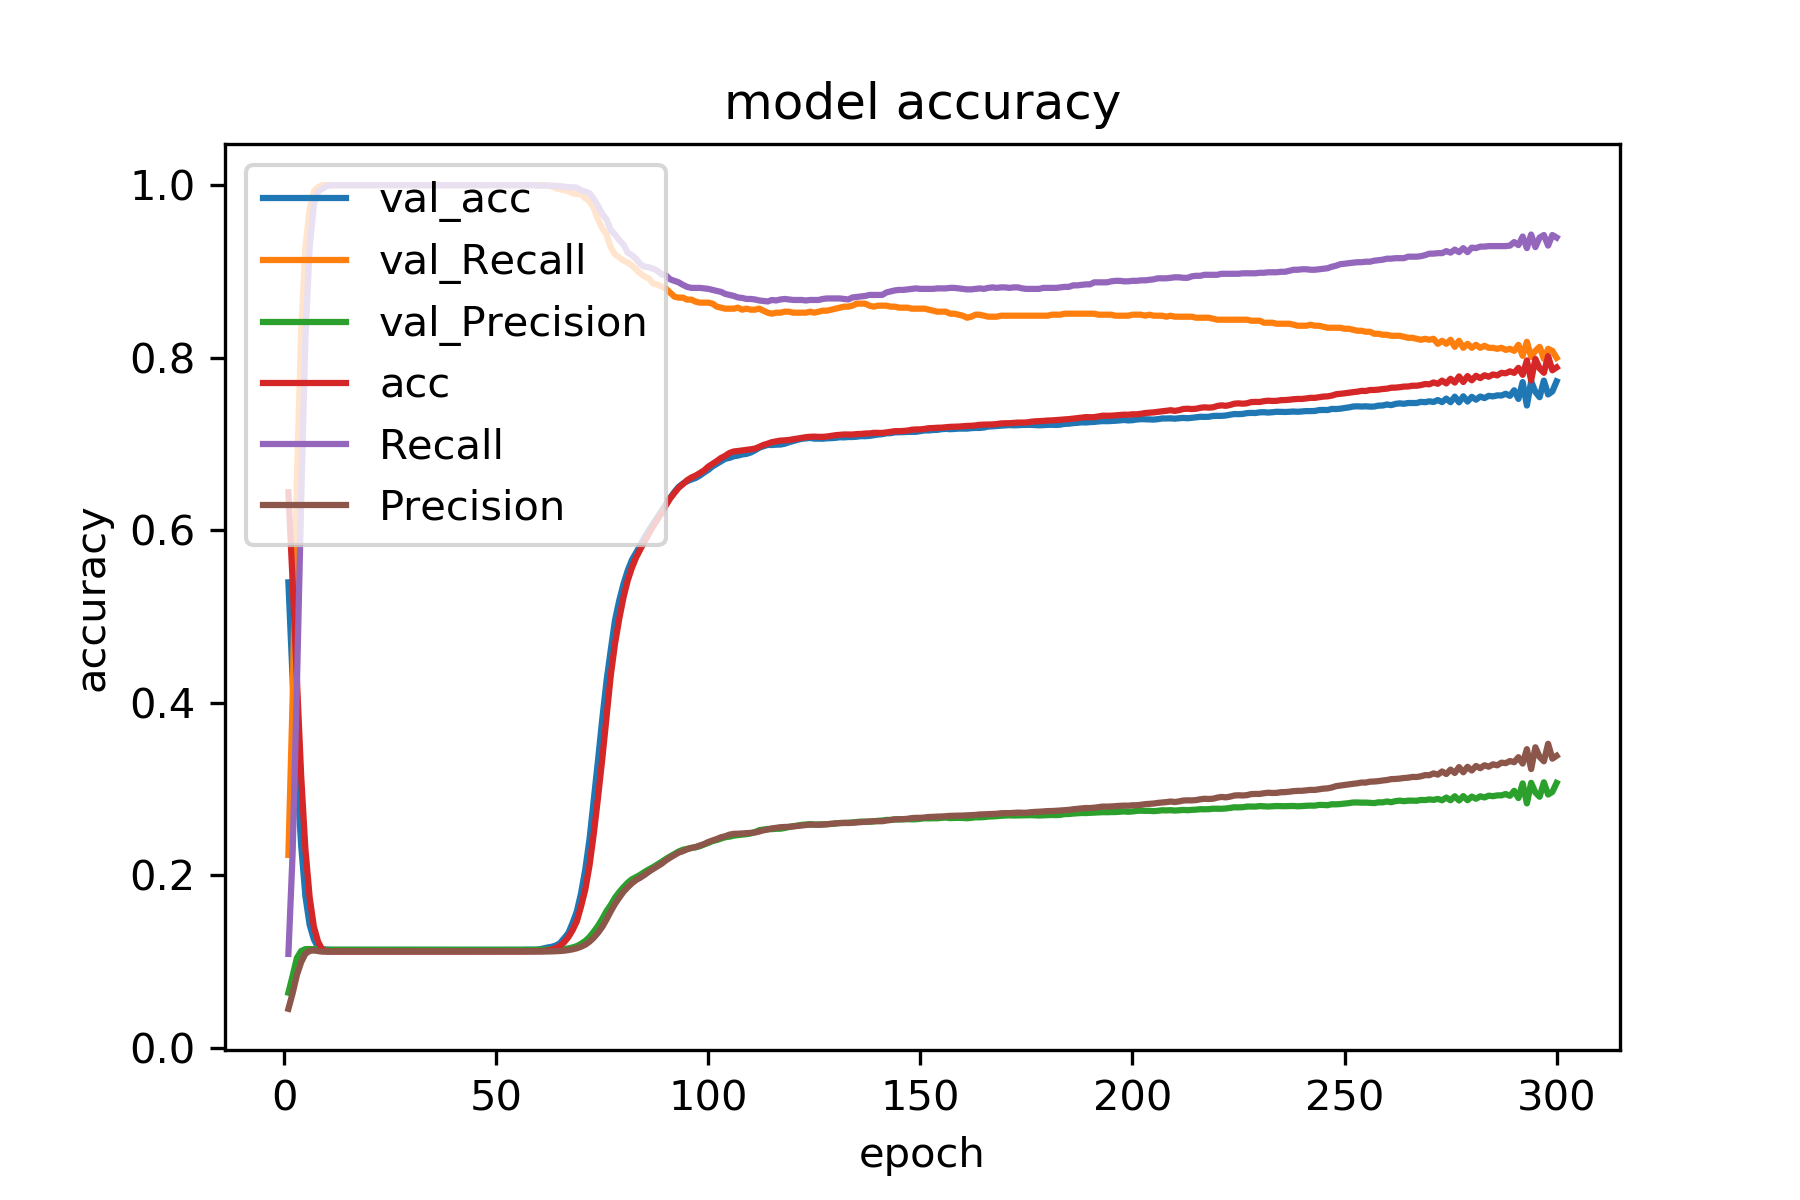 model accuracy
1.0
0.8
0.6
0.4
0.2
0.0
accuracy
val_acc
val_Recall
val_Precision
acc
Recall
Precision
0 50 100 150 200 250 300
epoch